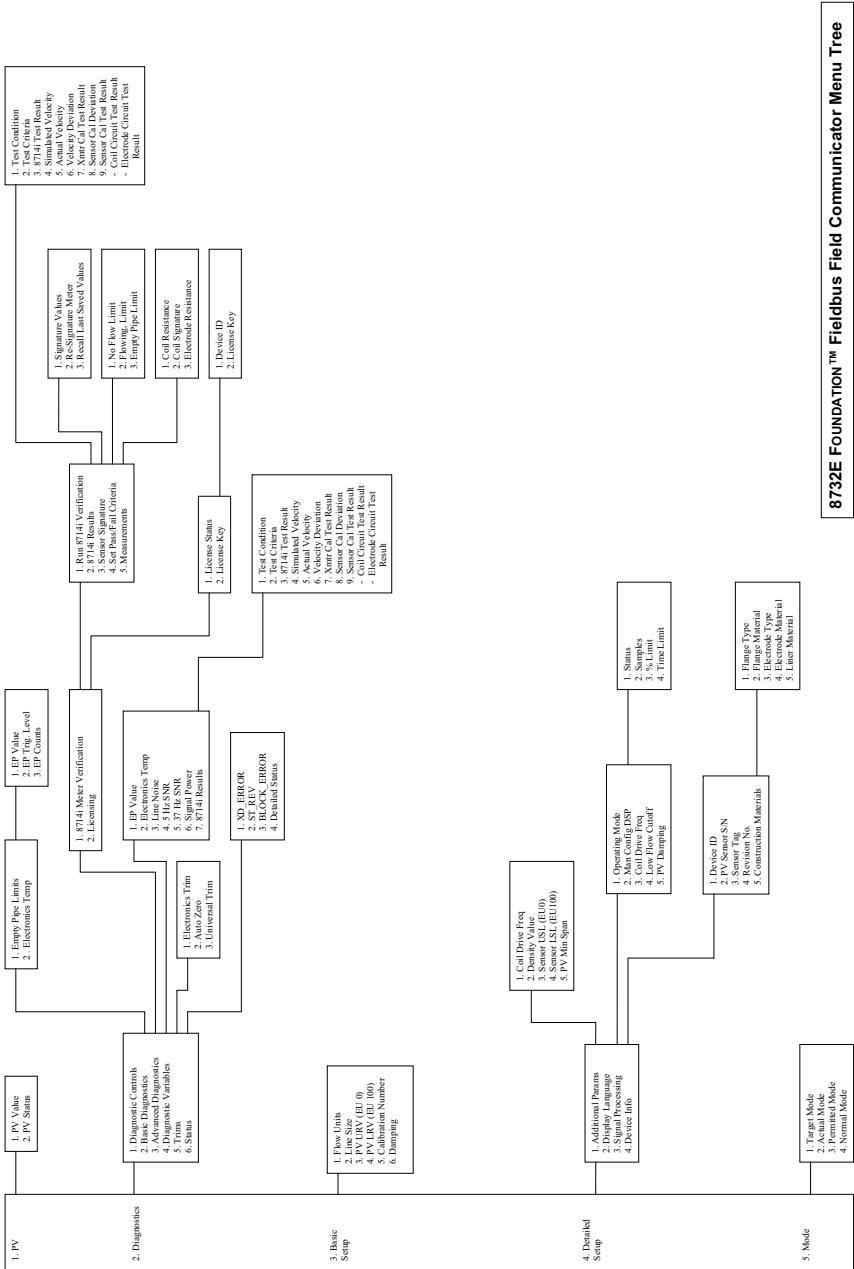 1. PV
2. Diagnostics
3. Basic
Setup
4. Detailed
Setup
5. Mode
1. PV Value
2. PV Status
1. Diagnostic Controls
2. Basic Diagnostics
3. Advanced Diagnostics
4. Diagnostic Variables
5. Trims
6. Status
1. Flow Units
2. Line Size
3. PV URV (EU 0)
4. PV LRV (EU 100)
5. Calibration Number
6. Damping
1. Additional Params
2. Display Language
3. Signal Processing
4. Device Info
1. Target Mode
2. Actual Mode
3. Permitted Mode
4. Normal Mode
1. Empty Pipe Limits
2. Electronics Temp
1. EP Value
2. EP Trig. Level
3. EP Counts
1. 8714i Meter Verification
2. Licensing
1. EP Value
2. Electronics Temp
3. Line Noise
4. 5 Hz SNR
5. 37 Hz SNR
6. Signal Power
7. 8714i Results
1. Electronics Trim
2. Auto Zero
3. Universal Trim
1. XD_ERROR
2. ST_REV
3. BLOCK_ERROR
4. Detailed Status
1. Run 8714i Verification
2. 8714i Results
3. Sensor Signature
4. Set Pass/Fail Criteria
5. Measurements
1. License Status
2. License Key
1. Test Condition
2. Test Criteria
3. 8714i Test Result
4. Simulated Velocity
5. Actual Velocity
6. Velocity Deviation
7. Xmtr Cal Test Result
8. Sensor Cal Deviation
9. Sensor Cal Test Result
- Coil Circuit Test Result
- Electrode Circuit Test
Result
1. Signature Values
2. Re-Signature Meter
3. Recall Last Saved Values
1. No Flow Limit
2. Flowing, Limit
3. Empty Pipe Limit
1. Coil Resistance
2. Coil Signature
3. Electrode Resistance
1. Device ID
2. License Key
1. Test Condition
2. Test Criteria
3. 8714i Test Result
4. Simulated Velocity
5. Actual Velocity
6. Velocity Deviation
7. Xmtr Cal Test Result
8. Sensor Cal Deviation
9. Sensor Cal Test Result
- Coil Circuit Test Result
- Electrode Circuit Test
Result
1. Coil Drive Freq
2. Density Value
3. Sensor USL (EU0)
4. Sensor LSL (EU100)
5. PV Min Span
1. Operating Mode
2. Man Config DSP
3. Coil Drive Freq
4. Low Flow Cutoff
5. PV Damping
1. Status
2. Samples
3. % Limit
4. Time Limit
1. Device ID
2. PV Sensor S/N
3. Sensor Tag
4 Revision No.
5. Construction Materials
1. Flange Type
2. Flange Material
3. Electrode Type
4. Electrode Material
5. Liner Material
8732E FOUNDATION™ Fieldbus Field Communicator Menu Tree